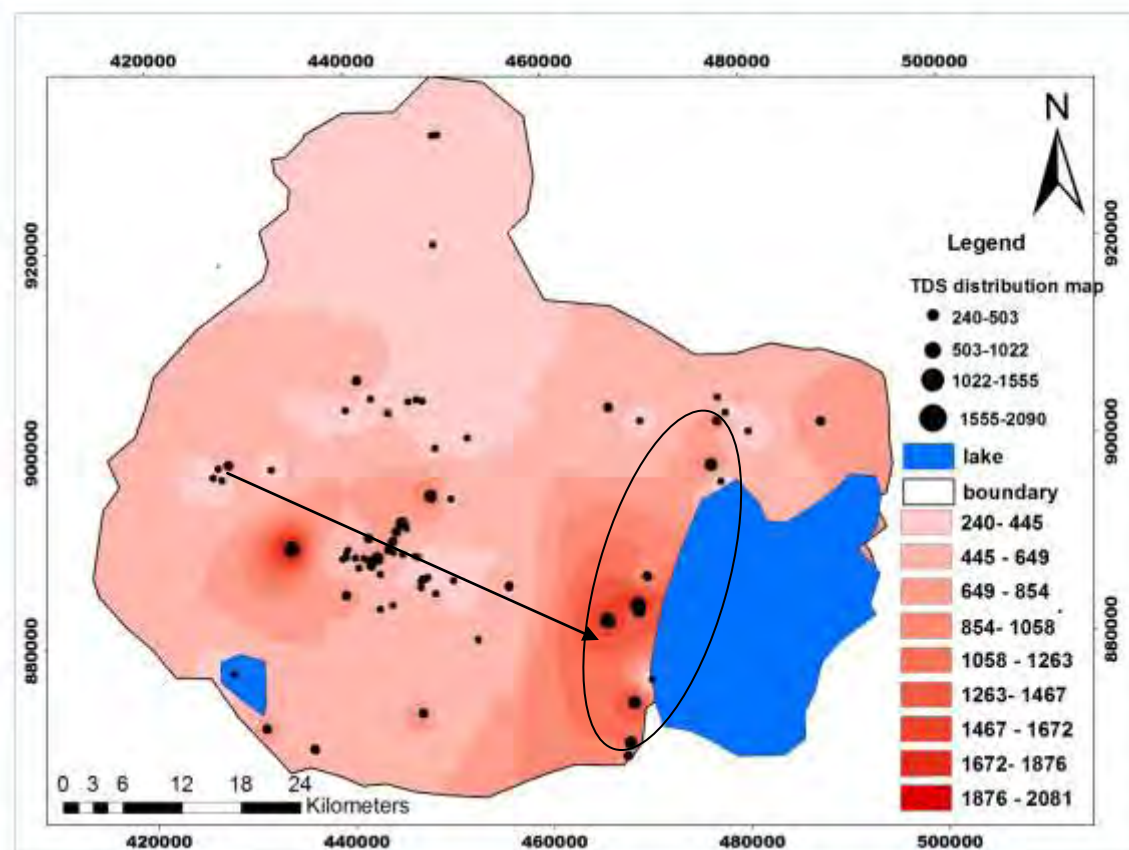 420000 440000 460000 480000 500000
N
920000 920000
Legend
TDS distribution map
240-503
503-1022
1022-1555
1555-2090
900000 900000
lake
boundary
240- 445
445 - 649
649 - 854
854- 1058
1058 - 1263
1263- 1467
1467 - 1672
1672- 1876
1876 - 2081
880000 880000
0 3 6 12 18 24
Kilometers
420000 440000 460000 480000 500000